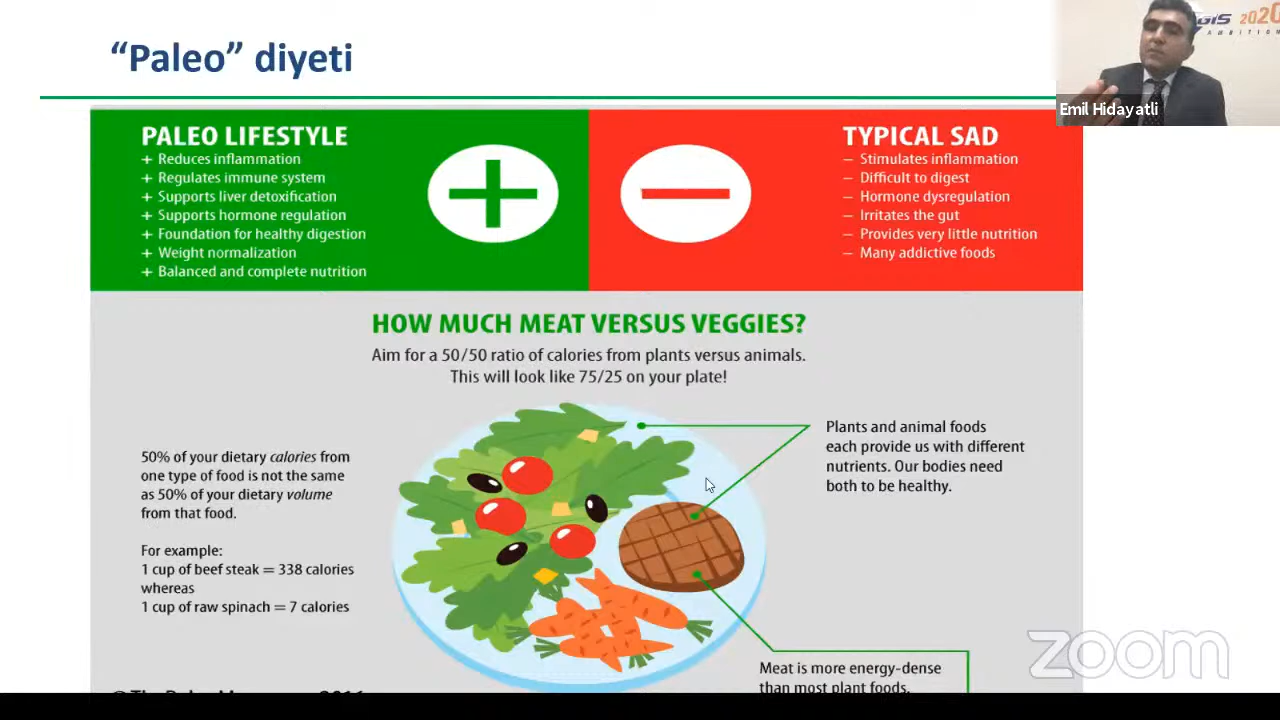 “Paleo” diyeti
GIS 2020
AMBITION
Emil Hidayatli
PALEO LIFESTYLE
+ Reduces inflammation
+ Regulates immune system
+ Supports liver detoxification
+ Supports hormone regulation
+ Foundation for healthy digestion
+ Weight normalization
+ Balanced and complete nutrition
TYPICAL SAD
– Stimulates inflammation
– Difficult to digest
– Hormone dysregulation
– Irritates the gut
– Provides very little nutrition
– Many addictive foods
HOW MUCH MEAT VERSUS VEGGIES?
Aim for a 50/50 ratio of calories from plants versus animals.
This will look like 75/25 on your plate!
50% of your dietary calories from
one type of food is not the same
as 50% of your dietary volume
from that food.
For example:
1 cup of beef steak = 338 calories
whereas
1 cup of raw spinach = 7 calories
Plants and animal foods
each provide us with different
nutrients. Our bodies need
both to be healthy.
Meat is more energy-dense
than most plant foods.
zoom